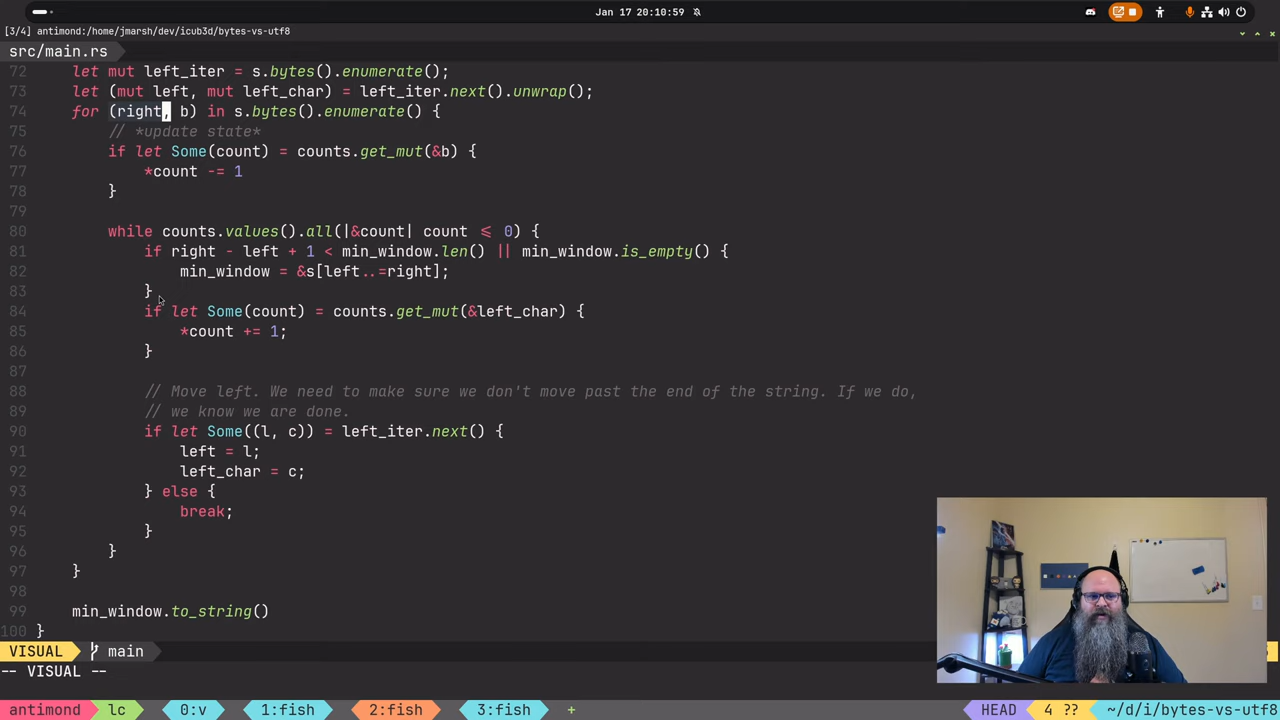 Jan 17 20:10:59
[3/4] antimond:/home/jmarsh/dev/icub3d/bytes-vs-utf8
src/main.rs
72 let mut left_iter = s.bytes().enumerate();
73 let (mut left, mut left_char) = left_iter.next().unwrap();
74 for (right, b) in s.bytes().enumerate() {
75 // *update state*
76 if let Some(count) = counts.get_mut(&b) {
77 *count -= 1
78 }
79
80 while counts.values().all(|&count| count <= 0) {
81 if right - left + 1 < min_window.len() || min_window.is_empty() {
82 min_window = &s[left..=right];
83 }
84 if let Some(count) = counts.get_mut(&left_char) {
85 *count += 1;
86 }
87
88 // Move left. We need to make sure we don't move past the end of the string. If we do,
89 // we know we are done.
90 if let Some((l, c)) = left_iter.next() {
91 left = l;
92 left_char = c;
93 } else {
94 break;
95 }
96 }
97 }
98
99 min_window.to_string()
100 }
VISUAL main
-- VISUAL --
antimond lc 0:v 1:fish 2:fish 3:fish + HEAD 4 ?? ~/d/i/bytes-vs-utf8